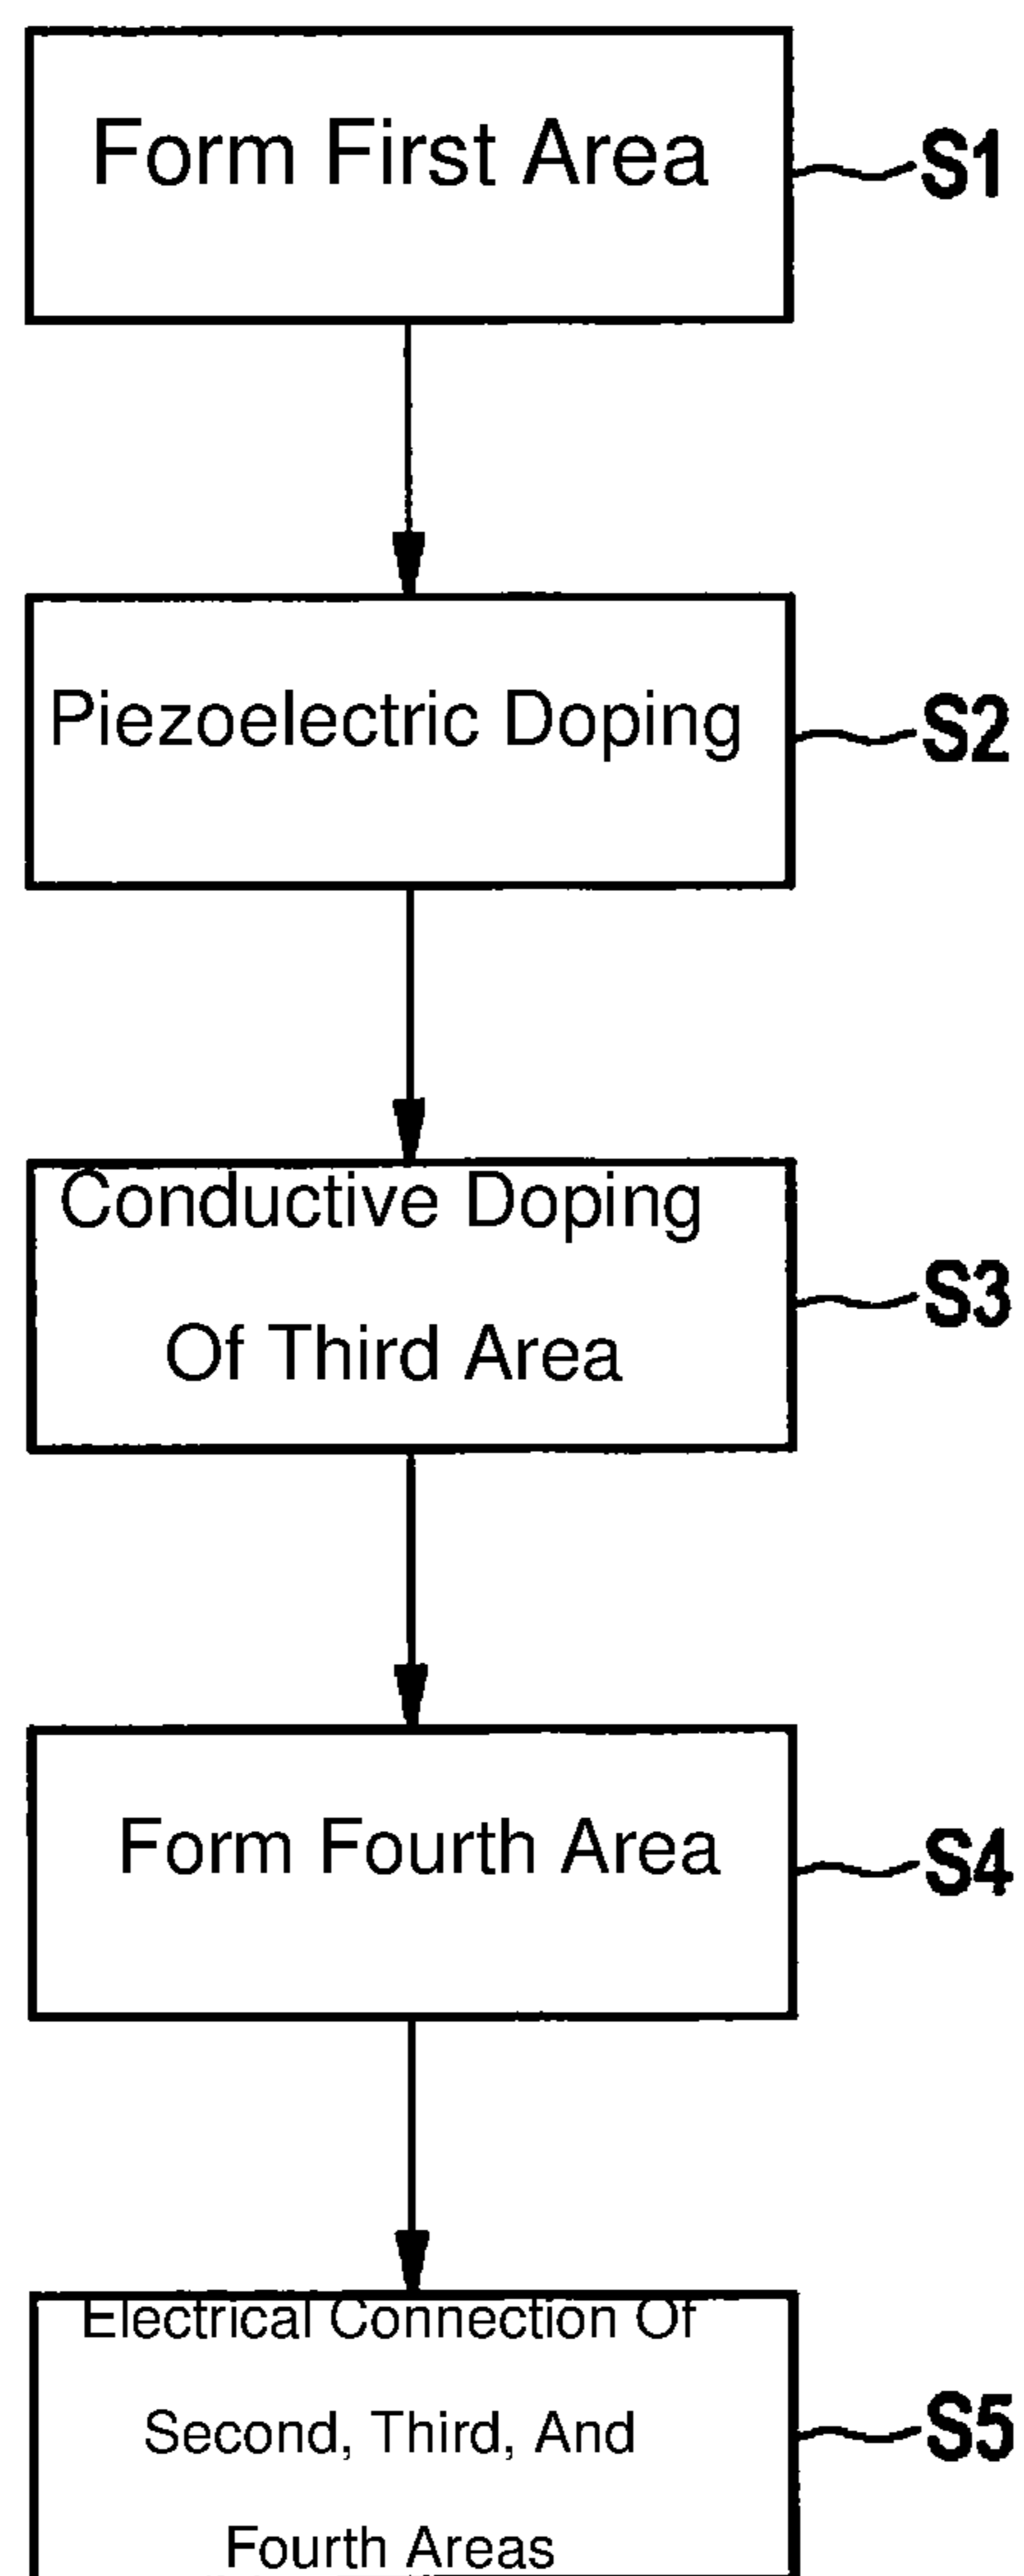 Form First Area
S1
Piezoelectric Doping
S2
Conductive Doping
Of Third Area
S3
Form Fourth Area
S4
Electrical Connection Of
Second, Third, And
Fourth Areas
S5